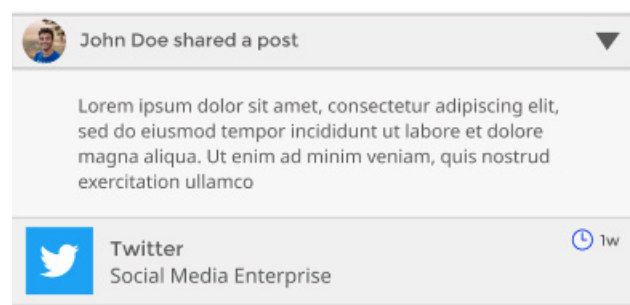 John Doe shared a post
Lorem ipsum dolor sit amet, consectetur adipiscing elit,
sed do eiusmod tempor incididunt ut labore et dolore
magna aliqua. Ut enim ad minim veniam, quis nostrud
exercitation ullamco
Twitter
1w
Social Media Enterprise